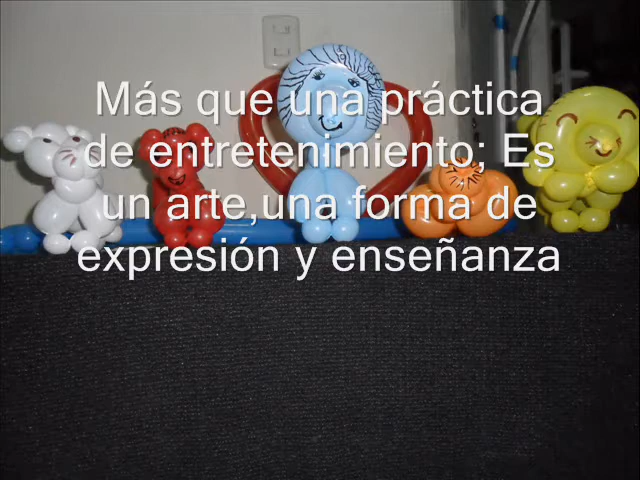 Más que una práctica
de entretenimiento; Es
un arte,una forma de
expresión y enseñanza